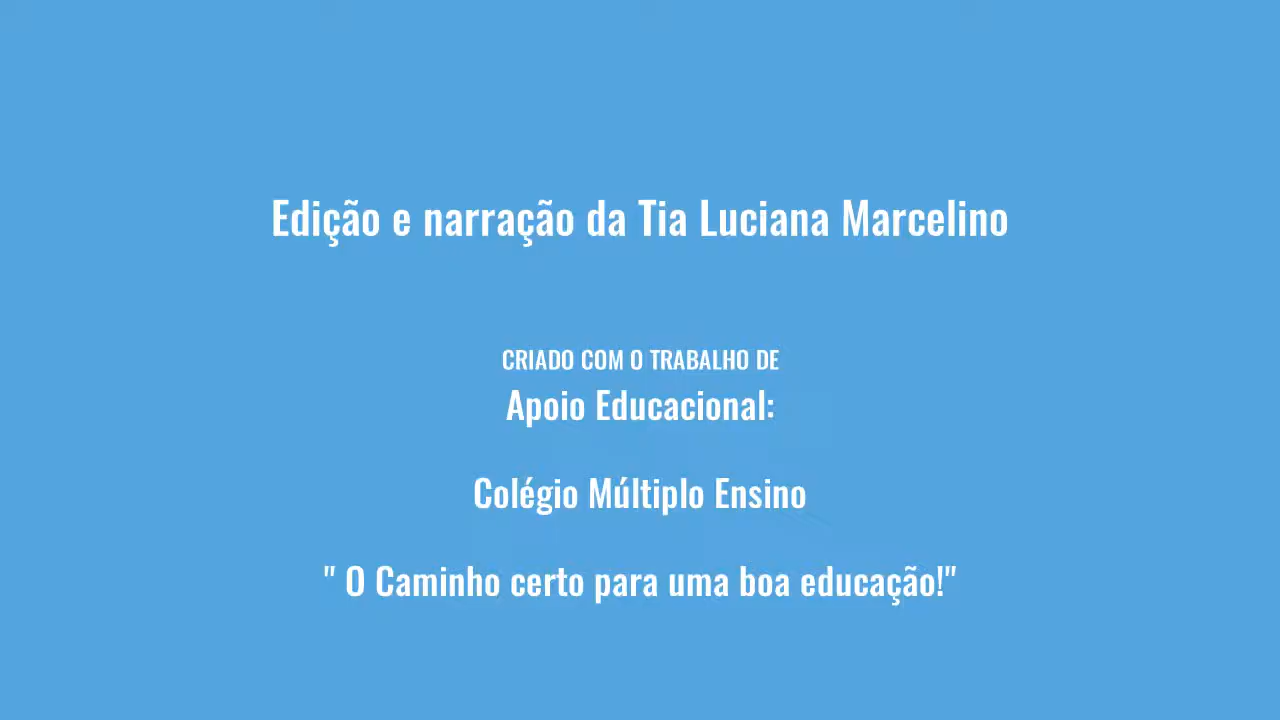 Edição e narração da Tia Luciana Marcelino
CRIADO COM O TRABALHO DE
Apoio Educacional:
Colégio Múltiplo Ensino
" O Caminho certo para uma boa educação!"